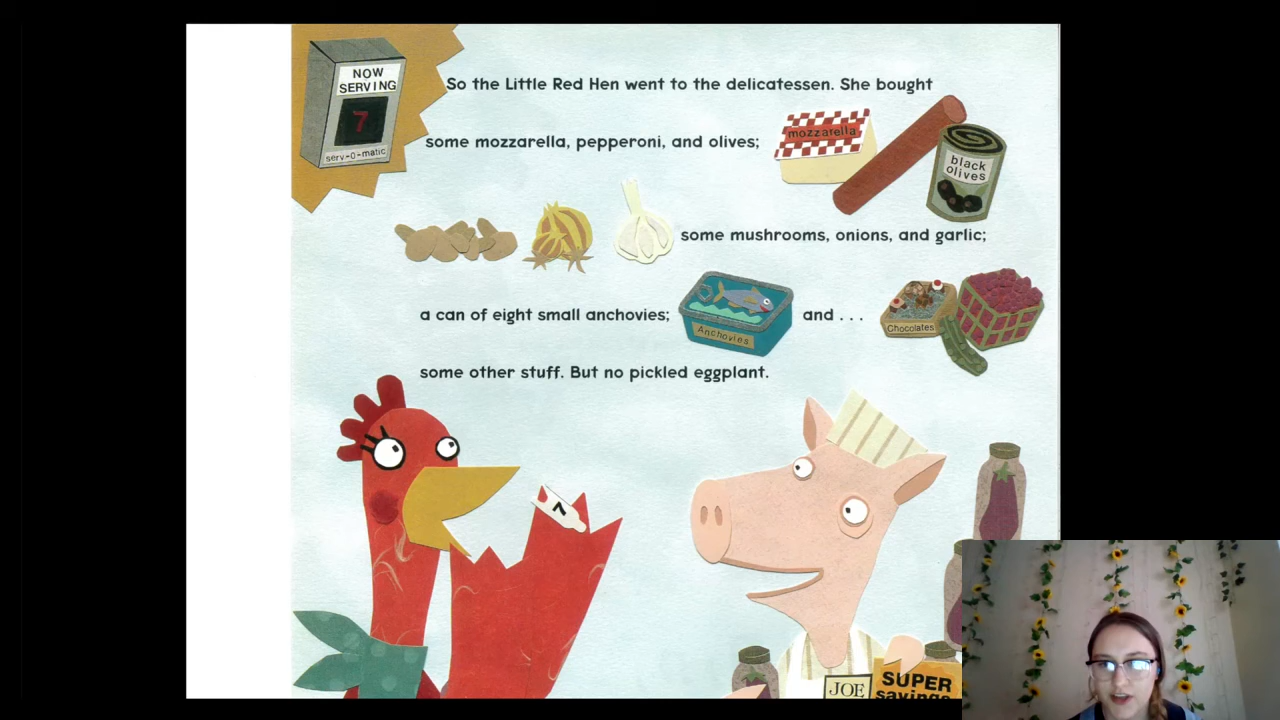 NOW
SERVING
7
serv-o-matic
So the Little Red Hen went to the delicatessen. She bought
some mozzarella, pepperoni, and olives;
mozzarella
black
olives
some mushrooms, onions, and garlic;
a can of eight small anchovies;
Anchovies
and . . .
Chocolates
some other stuff. But no pickled eggplant.
7
JOE
SUPER
savings